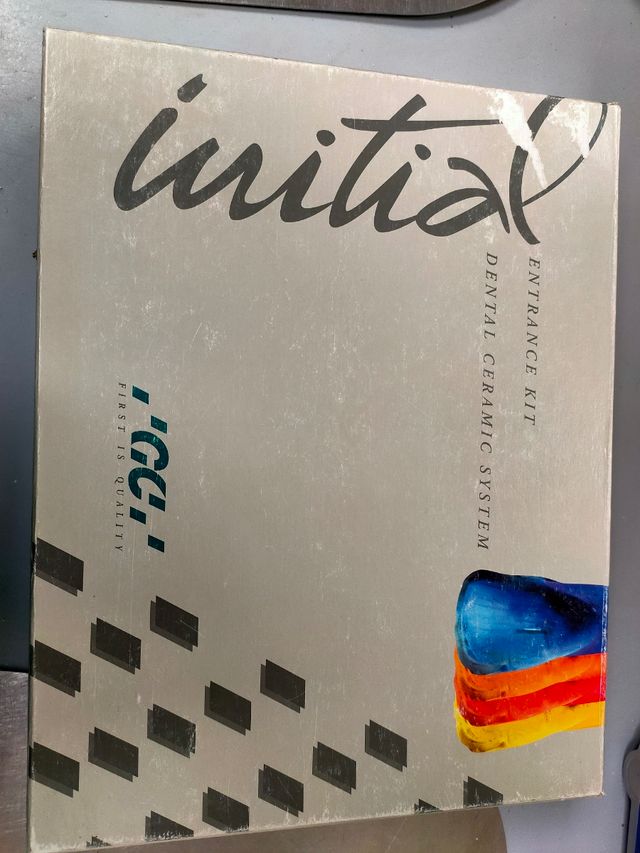 initial
ENTRANCE KIT
DENTAL CERAMIC SYSTEM
'GC,'
FIRST IS QUALITY